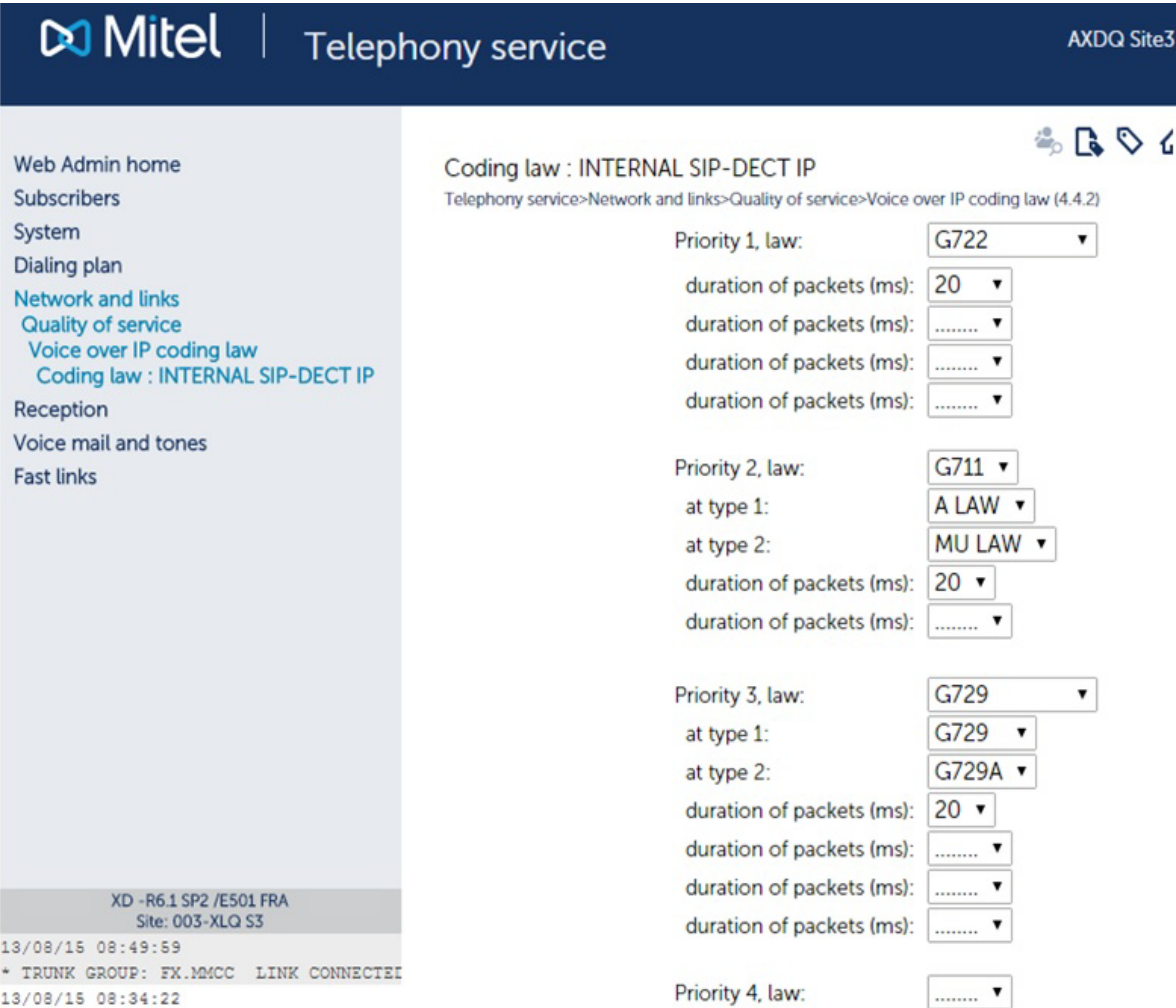 Mitel
Telephony service
AXDQ Site3
Web Admin home
Subscribers
System
Dialing plan
Network and links
Quality of service
Voice over IP coding law
Coding law : INTERNAL SIP-DECT IP
Reception
Voice mail and tones
Fast links
XD -R6.1 SP2 /E501 FRA
Site: 003-XLQ S3
13/08/15 08:49:59
* TRUNK GROUP: FX.MMCC LINK CONNECTED
13/08/15 08:34:22
Coding law : INTERNAL SIP-DECT IP
Telephony service>Network and links>Quality of service>Voice over IP coding law (4.4.2)
Priority 1, law: G722
duration of packets (ms): 20
duration of packets (ms): ........
duration of packets (ms): ........
duration of packets (ms): ........
Priority 2, law: G711
at type 1: A LAW
at type 2: MU LAW
duration of packets (ms): 20
duration of packets (ms): ........
Priority 3, law: G729
at type 1: G729
at type 2: G729A
duration of packets (ms): 20
duration of packets (ms): ........
duration of packets (ms): ........
duration of packets (ms): ........
Priority 4, law: ........